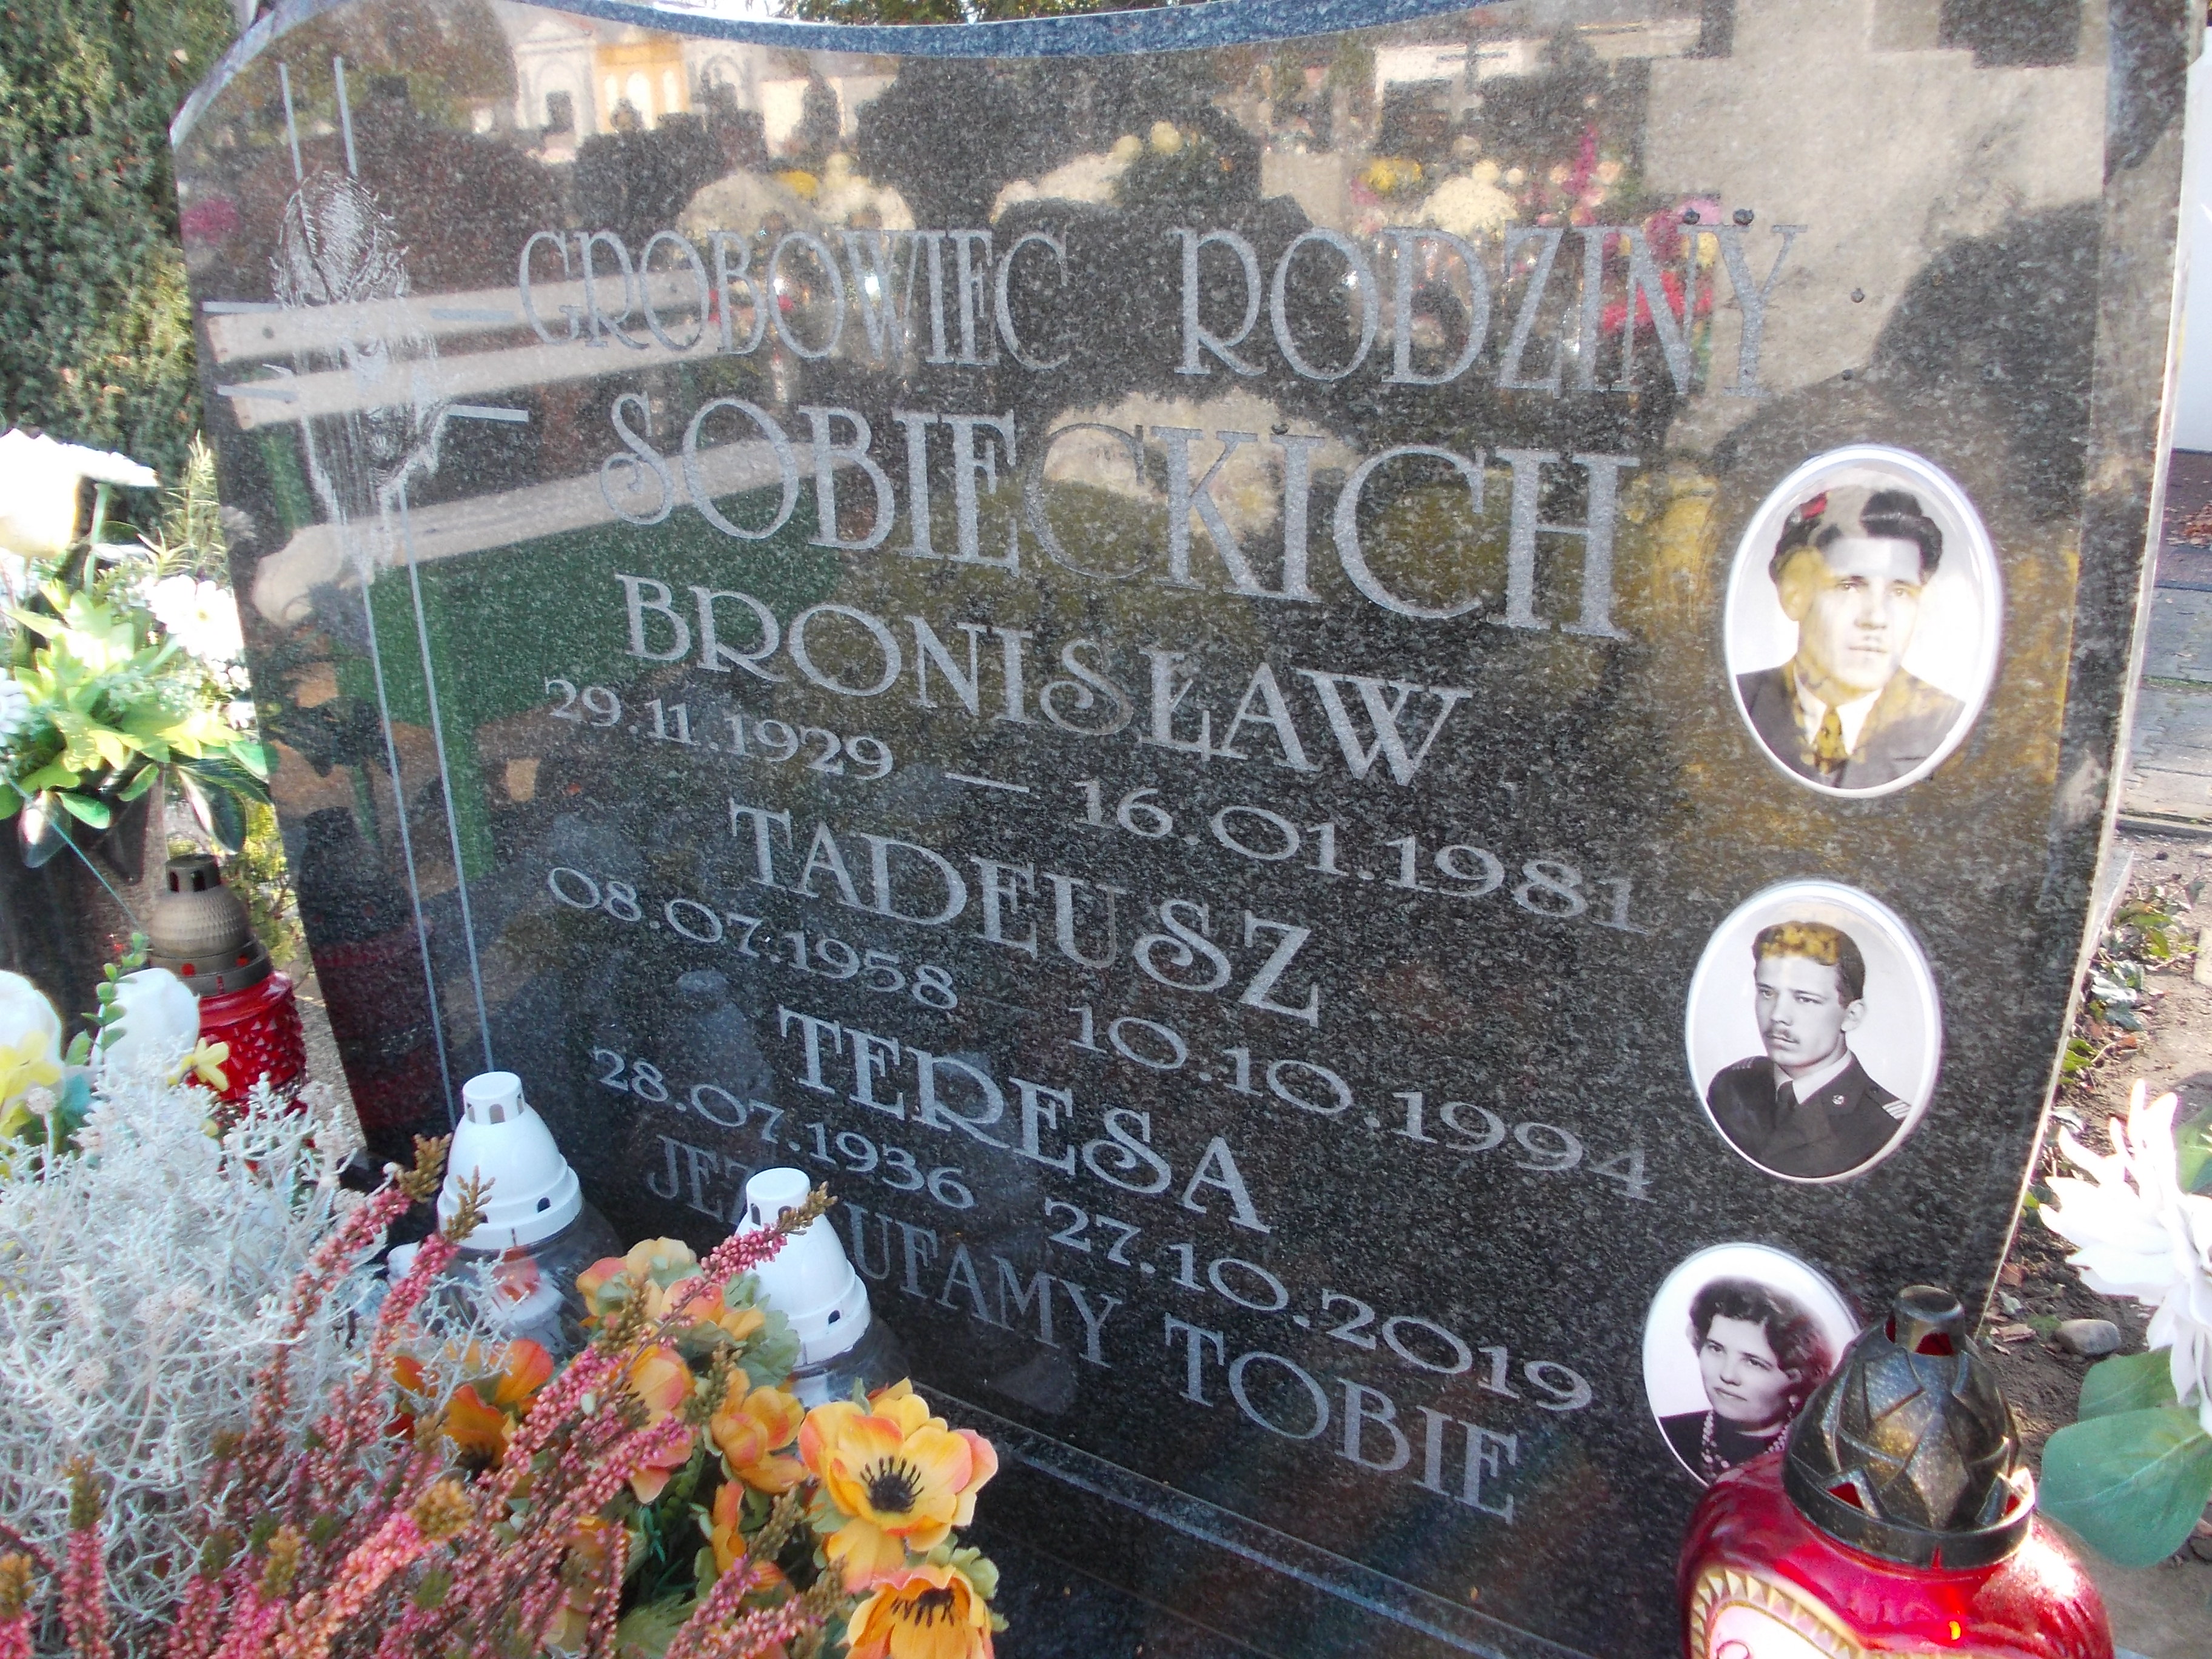 GROBOWIEC RODZINY
SOBIECKICH
BRONISŁAW
29.11.1929 — 16.01.1981
TADEUSZ
08.07.1958 — 10.10.1994
TERESA
28.07.1936 27.10.2019
UFAMY TOBIE